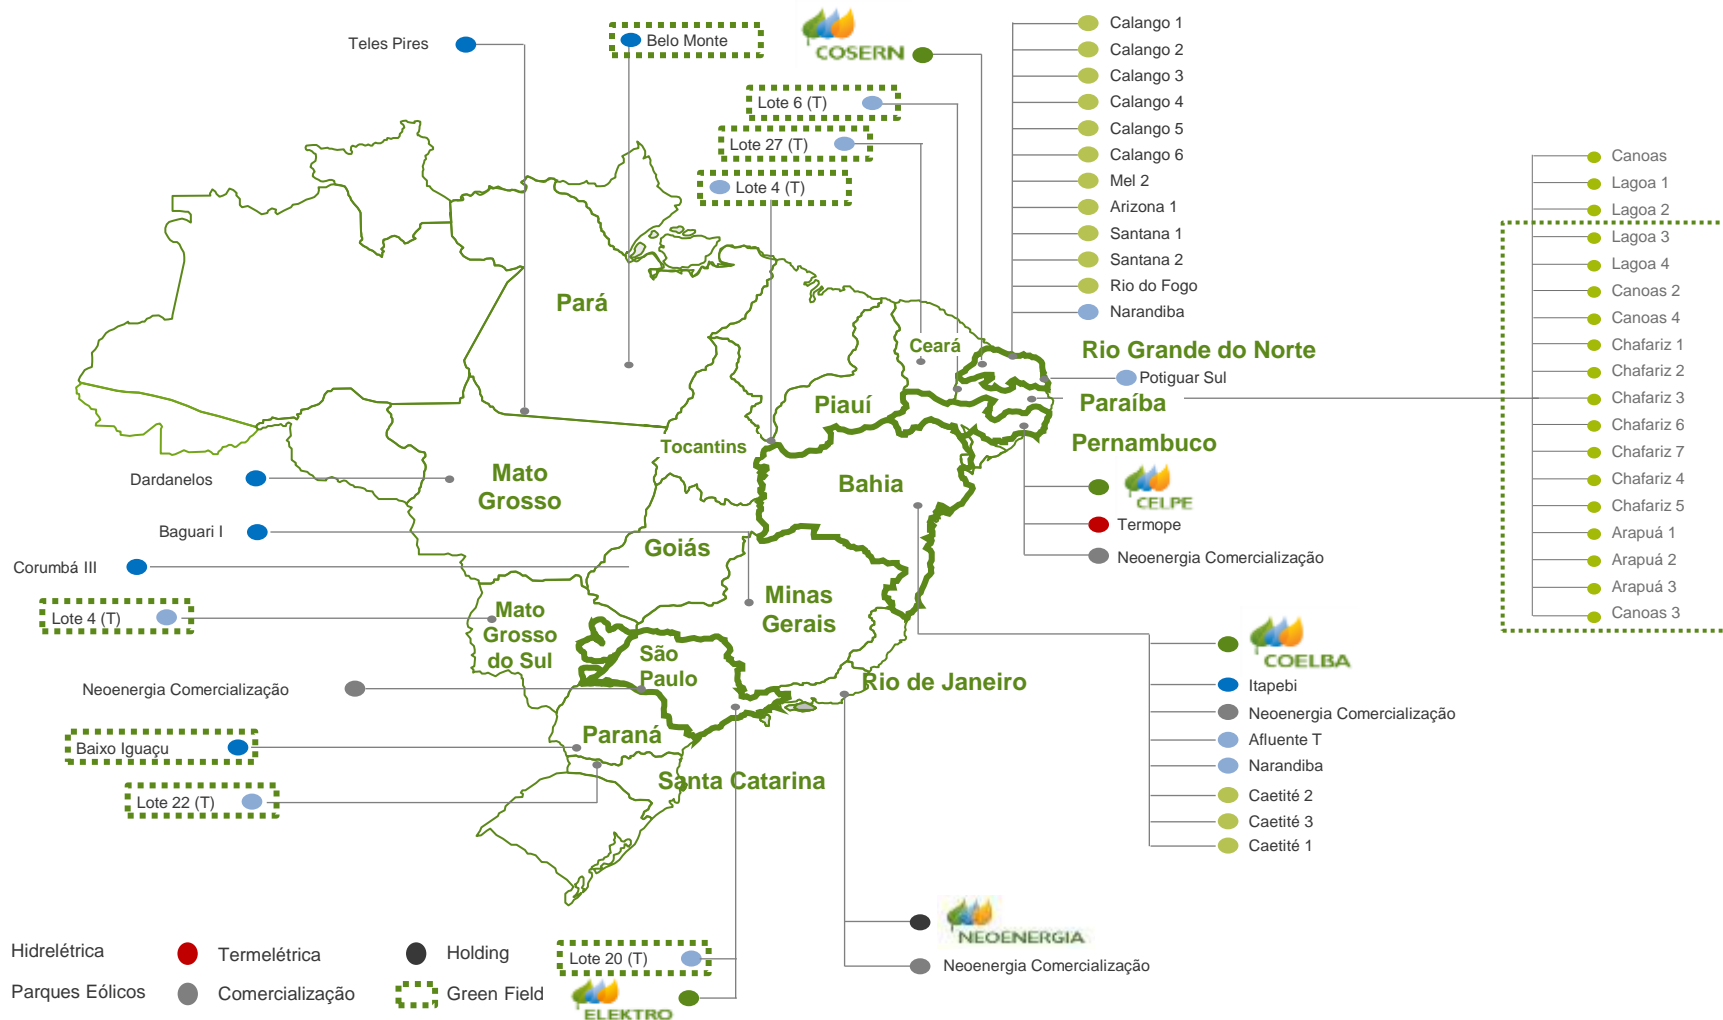 Teles Pires
Belo Monte
COSERN
Lote 6 (T)
Lote 27 (T)
Lote 4 (T)
Calango 1
Calango 2
Calango 3
Calango 4
Calango 5
Calango 6
Mel 2
Arizona 1
Santana 1
Santana 2
Rio do Fogo
Narandiba
Canoas
Lagoa 1
Lagoa 2
Lagoa 3
Lagoa 4
Canoas 2
Canoas 4
Chafariz 1
Chafariz 2
Chafariz 3
Chafariz 6
Chafariz 7
Chafariz 4
Chafariz 5
Arapuá 1
Arapuá 2
Arapuá 3
Canoas 3
Pará
Ceará
Rio Grande do Norte
Potiguar Sul
Piauí
Paraíba
Pernambuco
Tocantins
Mato
Grosso
Bahia
CELPE
Termope
Neoenergia Comercialização
Dardanelos
Baguari I
Corumbá III
Lote 4 (T)
Goiás
Minas
Gerais
Mato
Grosso
do Sul
São
Paulo
Rio de Janeiro
Neoenergia Comercialização
Paraná
Baixo Iguaçu
Santa Catarina
Lote 22 (T)
COELBA
Itapebi
Neoenergia Comercialização
Afluente T
Narandiba
Caetité 2
Caetité 3
Caetité 1
NEOENERGIA
Neoenergia Comercialização
Lote 20 (T)
ELEKTRO
Hidrelétrica
Termelétrica
Holding
Parques Eólicos
Comercialização
Green Field